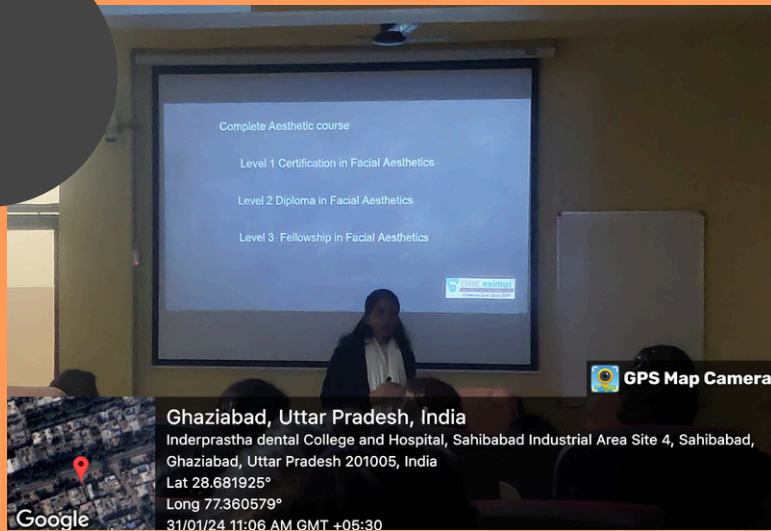 Complete Aesthetic course
Level 1 Certification in Facial Aesthetics
Level 2 Diploma in Facial Aesthetics
Level 3 Fellowship in Facial Aesthetics
clinic eximus
GPS Map Camera
Ghaziabad, Uttar Pradesh, India
Inderprastha dental College and Hospital, Sahibabad Industrial Area Site 4, Sahibabad,
Ghaziabad, Uttar Pradesh 201005, India
Lat 28.681925°
Long 77.360579°
31/01/24 11:06 AM GMT +05:30
Google